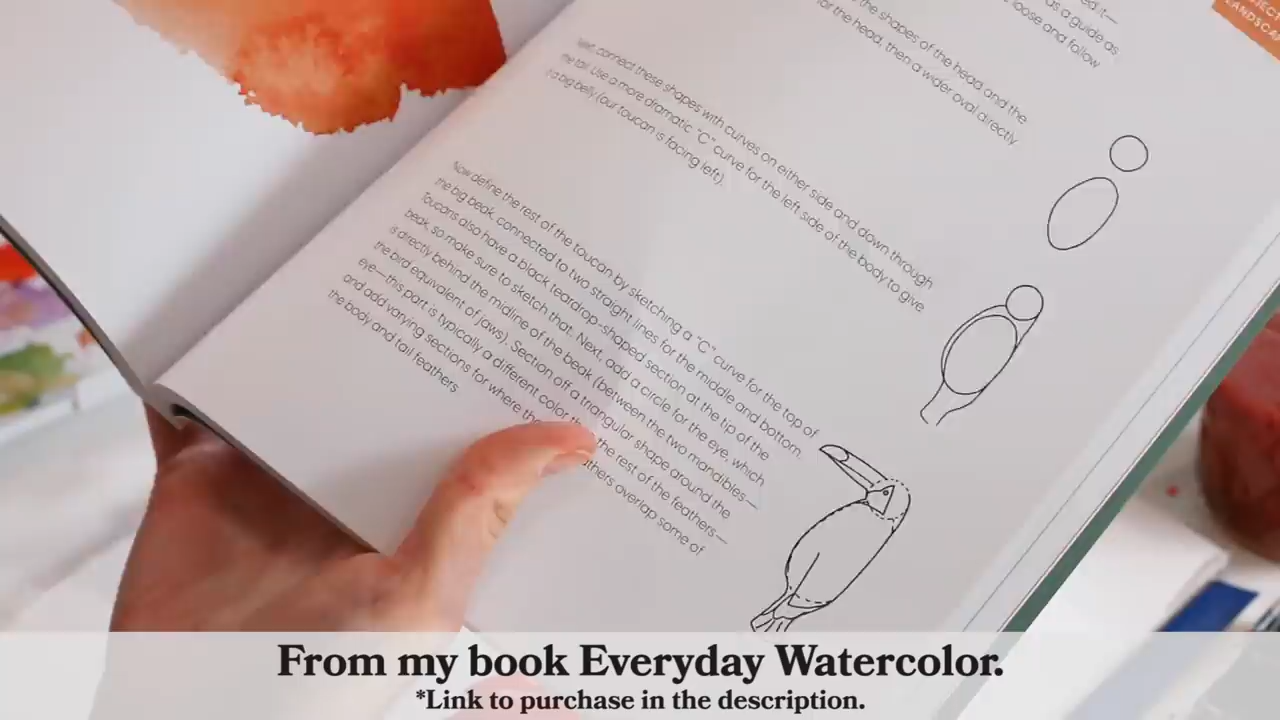 ed it—
as a guide as
loose and follow
the shapes of the head and the
for the head, then a wider oval directly
Next, connect these shapes with curves on either side and down through
the tail. Use a more dramatic “C” curve for the left side of the body to give
it a big belly (our toucan is facing left).
Now define the rest of the toucan by sketching a “C” curve for the top of
the big beak, connected to two straight lines for the middle and bottom.
Toucans also have a black teardrop-shaped section at the tip of the
beak, so make sure to sketch that. Next, add a circle for the eye, which
is directly behind the midline of the beak (between the two mandibles—
the bird equivalent of jaws). Section off a triangular shape around the
eye—this part is typically a different color than the rest of the feathers—
and add varying sections for where the feathers overlap some of
the body and tail feathers.
From my book Everyday Watercolor.
*Link to purchase in the description.